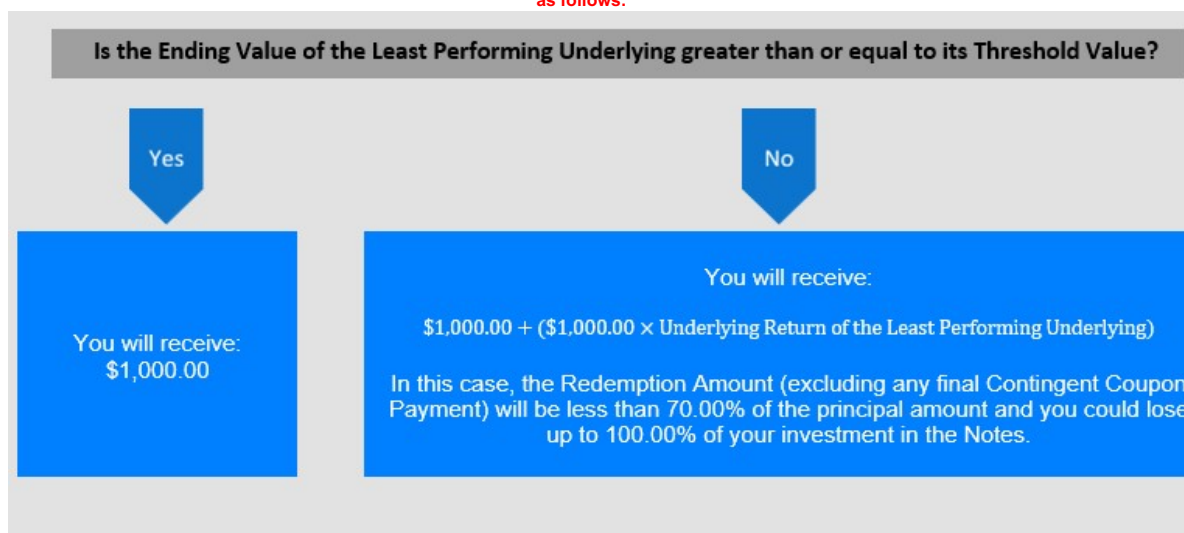 as follows:
Is the Ending Value of the Least Performing Underlying greater than or equal to its Threshold Value?
Yes
No
You will receive:
$1,000.00
You will receive:
$1,000.00 + ($1,000.00 × Underlying Return of the Least Performing Underlying)
In this case, the Redemption Amount (excluding any final Contingent Coupon
Payment) will be less than 70.00% of the principal amount and you could lose
up to 100.00% of your investment in the Notes.